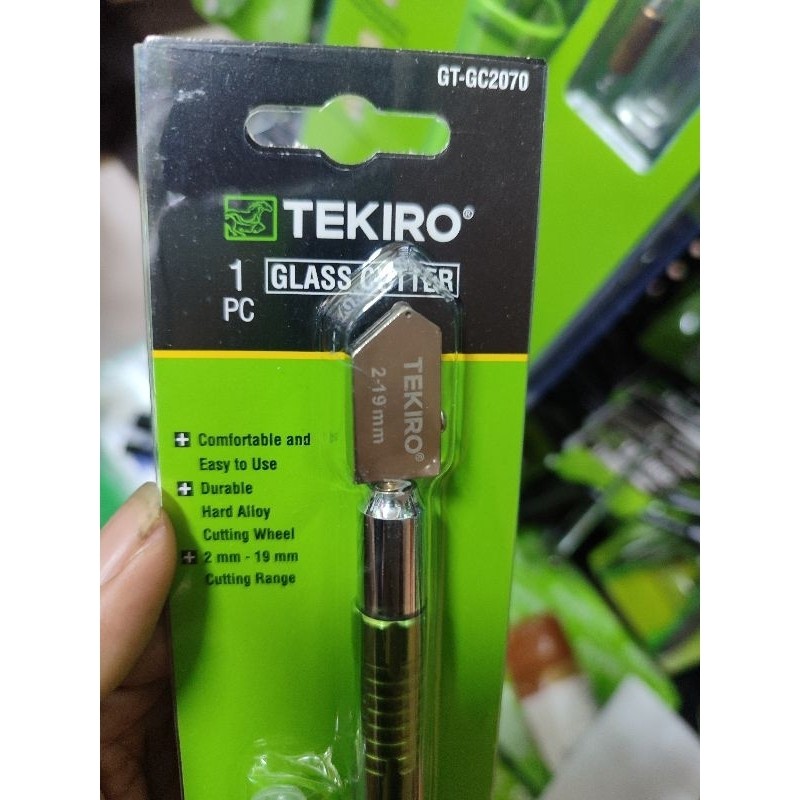 GT-GC2070
TEKIRO®
1 GLASS CUTTER
PC
TEKIRO®
2-19 mm
Comfortable and
Easy to Use
Durable
Hard Alloy
Cutting Wheel
2 mm - 19 mm
Cutting Range